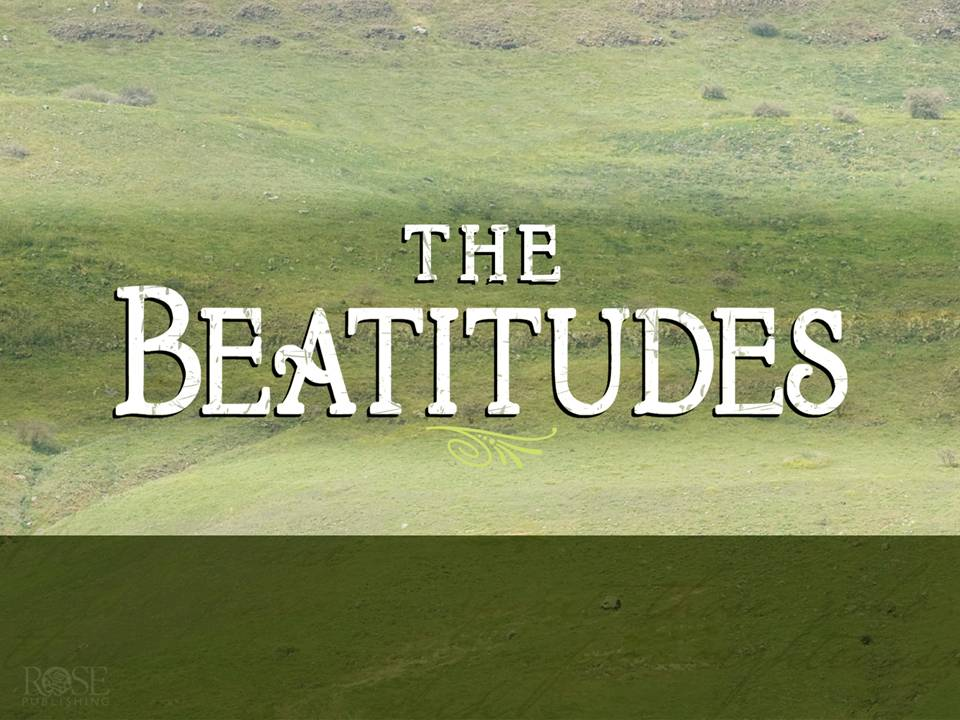 THE
BEATITUDES
ROSE
PUBLISHING